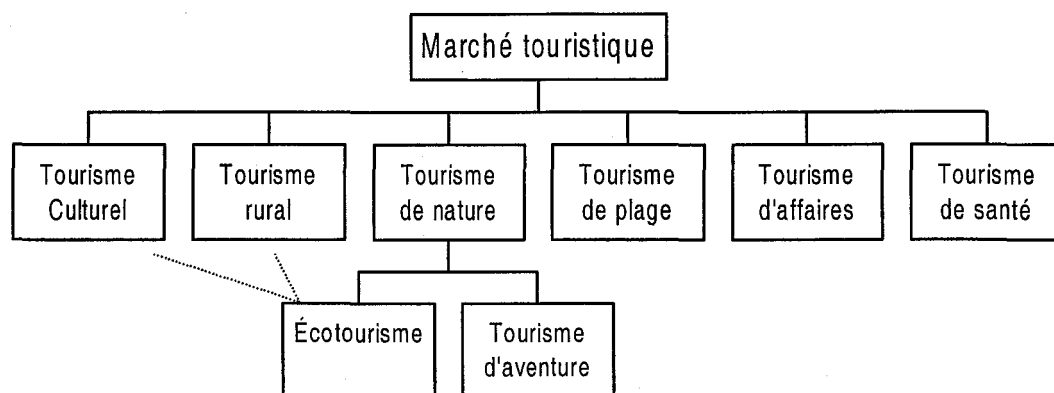 Marché touristique
Tourisme
Culturel
Tourisme
rural
Tourisme
de nature
Tourisme
de plage
Tourisme
d'affaires
Tourisme
de santé
Écotourisme
Tourisme
d'aventure